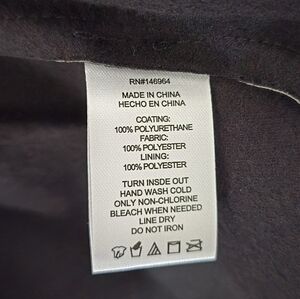 RN#146964
MADE IN CHINA
HECHO EN CHINA
COATING:
100% POLYURETHANE
FABRIC:
100% POLYESTER
LINING:
100% POLYESTER
TURN INSIDE OUT
HAND WASH COLD
ONLY NON-CHLORINE
BLEACH WHEN NEEDED
LINE DRY
DO NOT IRON